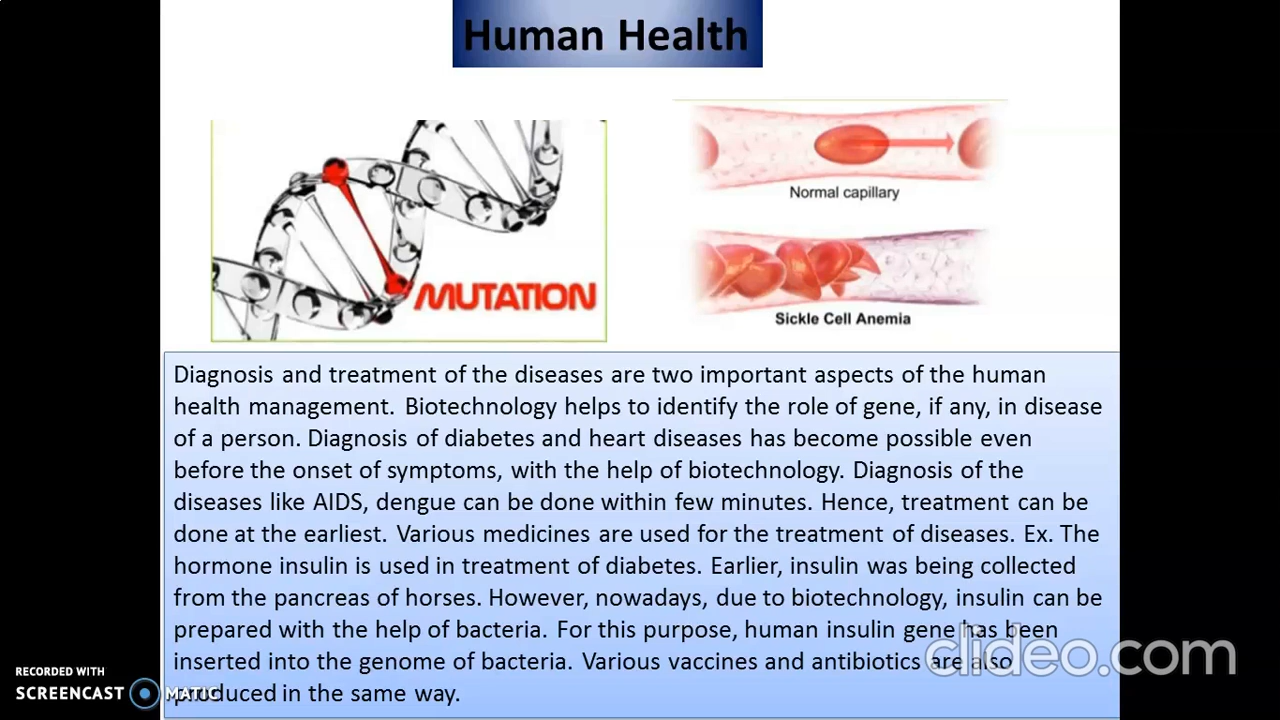 Human Health
MUTATION
Normal capillary
Sickle Cell Anemia
Diagnosis and treatment of the diseases are two important aspects of the human
health management. Biotechnology helps to identify the role of gene, if any, in disease
of a person. Diagnosis of diabetes and heart diseases has become possible even
before the onset of symptoms, with the help of biotechnology. Diagnosis of the
diseases like AIDS, dengue can be done within few minutes. Hence, treatment can be
done at the earliest. Various medicines are used for the treatment of diseases. Ex. The
hormone insulin is used in treatment of diabetes. Earlier, insulin was being collected
from the pancreas of horses. However, nowadays, due to biotechnology, insulin can be
prepared with the help of bacteria. For this purpose, human insulin gene has been
inserted into the genome of bacteria. Various vaccines and antibiotics are also
produced in the same way.
clideo.com
RECORDED WITH
SCREENCAST MATIC